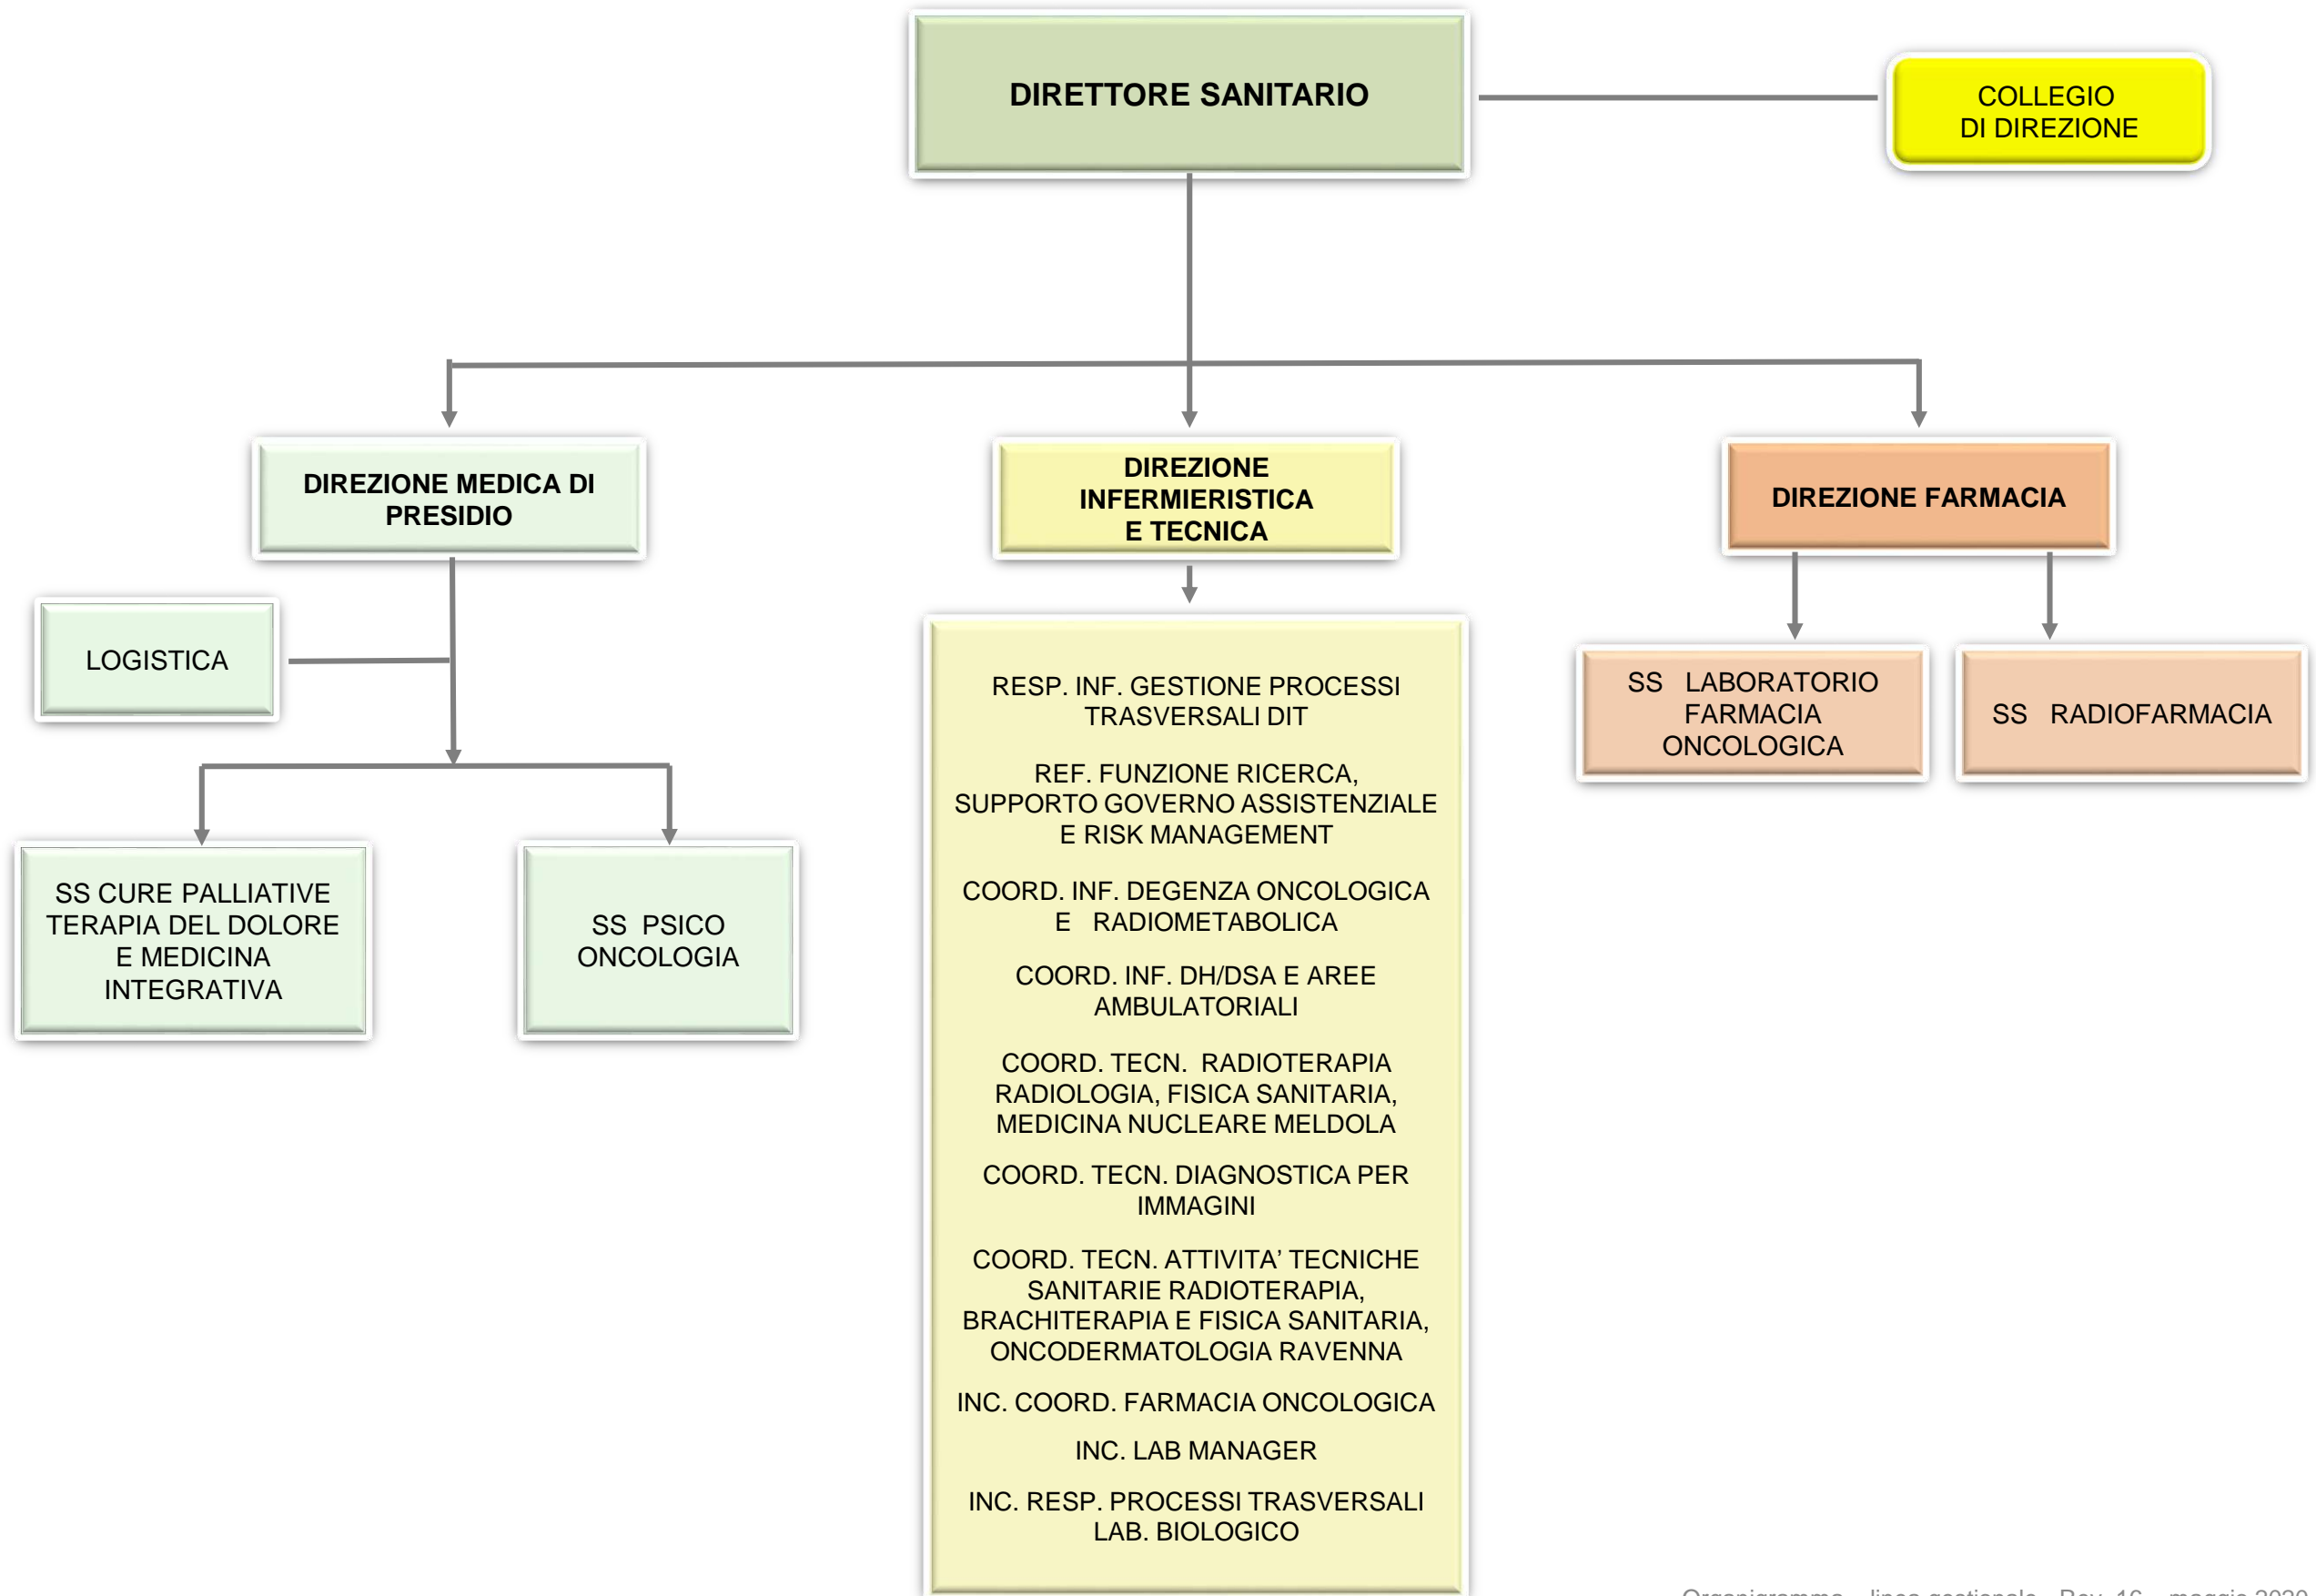 DIRETTORE SANITARIO
COLLEGIO
DI DIREZIONE
DIREZIONE MEDICA DI
PRESIDIO
DIREZIONE
INFERMIERISTICA
E TECNICA
DIREZIONE FARMACIA
LOGISTICA
SS CURE PALLIATIVE
TERAPIA DEL DOLORE
E MEDICINA
INTEGRATIVA
SS PSICO
ONCOLOGIA
RESP. INF. GESTIONE PROCESSI
TRASVERSALI DIT
REF. FUNZIONE RICERCA,
SUPPORTO GOVERNO ASSISTENZIALE
E RISK MANAGEMENT
COORD. INF. DEGENZA ONCOLOGICA
E RADIOMETABOLICA
COORD. INF. DH/DSA E AREE
AMBULATORIALI
COORD. TECN. RADIOTERAPIA
RADIOLOGIA, FISICA SANITARIA,
MEDICINA NUCLEARE MELDOLA
COORD. TECN. DIAGNOSTICA PER
IMMAGINI
COORD. TECN. ATTIVITA’ TECNICHE
SANITARIE RADIOTERAPIA,
BRACHITERAPIA E FISICA SANITARIA,
ONCODERMATOLOGIA RAVENNA
INC. COORD. FARMACIA ONCOLOGICA
INC. LAB MANAGER
INC. RESP. PROCESSI TRASVERSALI
LAB. BIOLOGICO
SS LABORATORIO
FARMACIA
ONCOLOGICA
SS RADIOFARMACIA